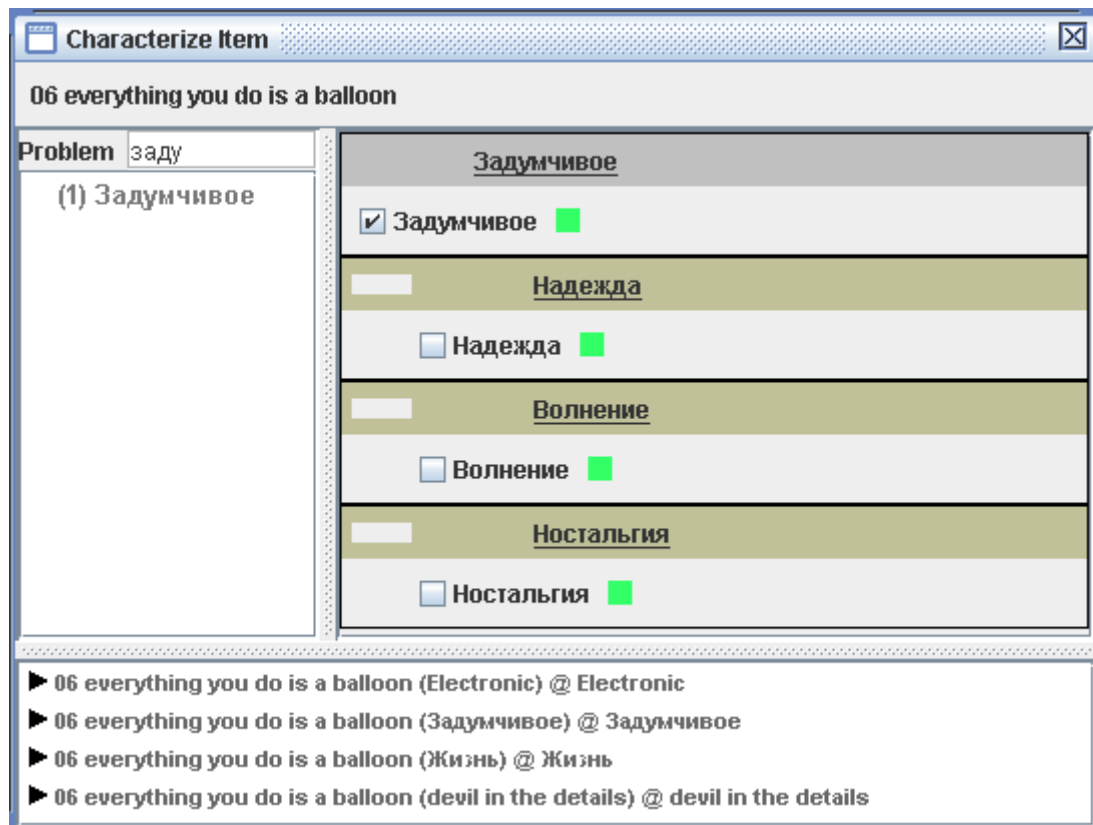 Characterize Item
06 everything you do is a balloon
Problem заду
(1) Задумчивое
Задумчивое
Задумчивое
Надежда
Надежда
Волнение
Волнение
Ностальгия
Ностальгия
06 everything you do is a balloon (Electronic) @ Electronic
06 everything you do is a balloon (Задумчивое) @ Задумчивое
06 everything you do is a balloon (Жизнь) @ Жизнь
06 everything you do is a balloon (devil in the details) @ devil in the details